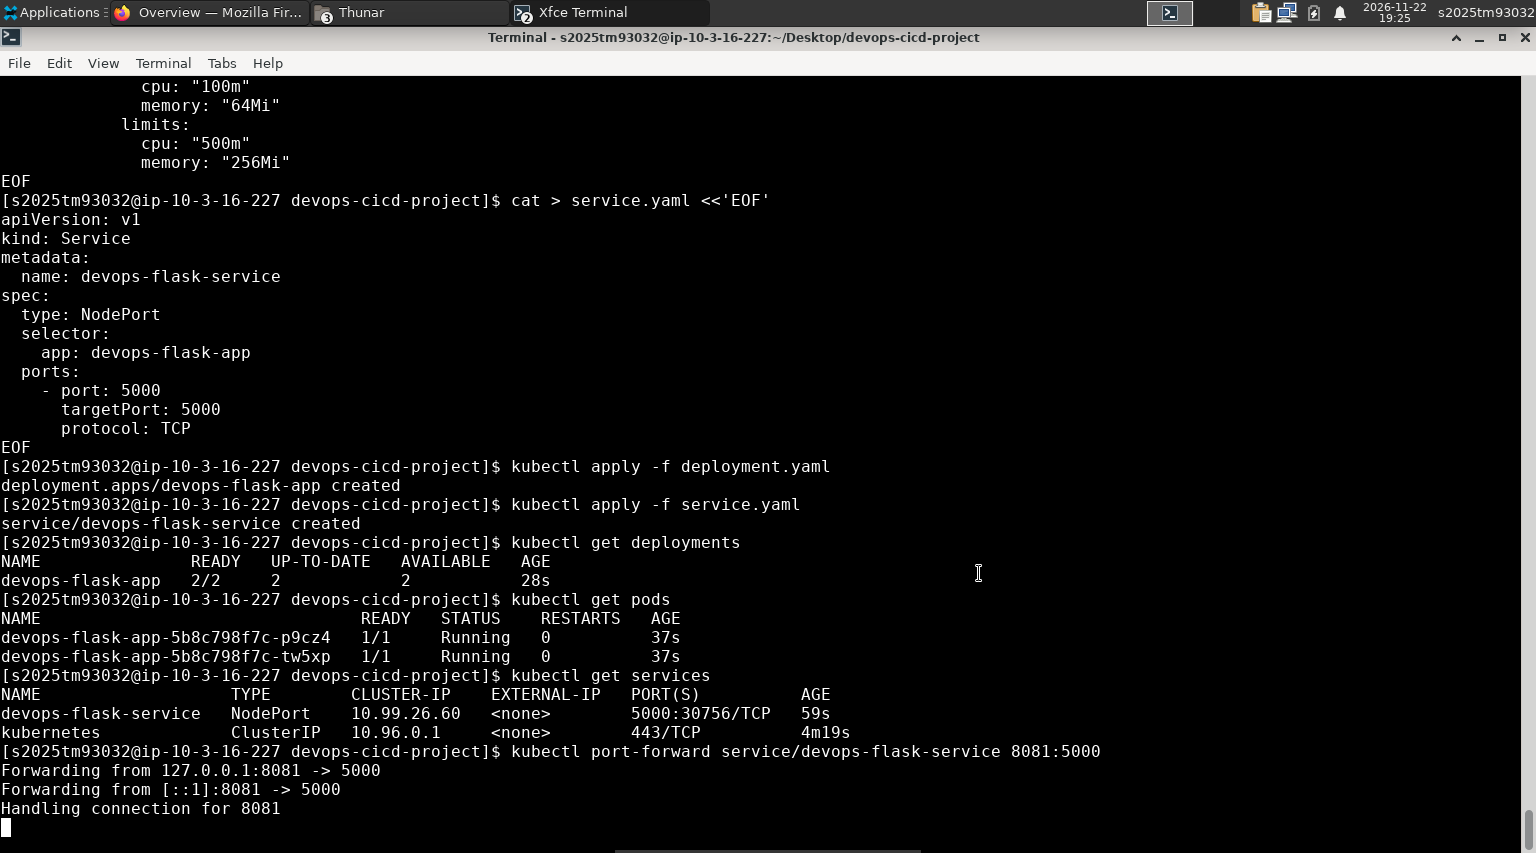 Applications
Overview — Mozilla Fir...
3
Thunar
2
Xfce Terminal
2026-11-22
19:25
s2025tm93032
Terminal - s2025tm93032@ip-10-3-16-227:~/Desktop/devops-cicd-project
File Edit View Terminal Tabs Help
              cpu: "100m"
              memory: "64Mi"
            limits:
              cpu: "500m"
              memory: "256Mi"
EOF
[s2025tm93032@ip-10-3-16-227 devops-cicd-project]$ cat > service.yaml <<'EOF'
apiVersion: v1
kind: Service
metadata:
  name: devops-flask-service
spec:
  type: NodePort
  selector:
    app: devops-flask-app
  ports:
    - port: 5000
      targetPort: 5000
      protocol: TCP
EOF
[s2025tm93032@ip-10-3-16-227 devops-cicd-project]$ kubectl apply -f deployment.yaml
deployment.apps/devops-flask-app created
[s2025tm93032@ip-10-3-16-227 devops-cicd-project]$ kubectl apply -f service.yaml
service/devops-flask-service created
[s2025tm93032@ip-10-3-16-227 devops-cicd-project]$ kubectl get deployments
NAME               READY   UP-TO-DATE   AVAILABLE   AGE
devops-flask-app   2/2     2            2           28s
[s2025tm93032@ip-10-3-16-227 devops-cicd-project]$ kubectl get pods
NAME                                READY   STATUS    RESTARTS   AGE
devops-flask-app-5b8c798f7c-p9cz4   1/1     Running   0          37s
devops-flask-app-5b8c798f7c-tw5xp   1/1     Running   0          37s
[s2025tm93032@ip-10-3-16-227 devops-cicd-project]$ kubectl get services
NAME                   TYPE        CLUSTER-IP    EXTERNAL-IP   PORT(S)          AGE
devops-flask-service   NodePort    10.99.26.60   <none>        5000:30756/TCP   59s
kubernetes             ClusterIP   10.96.0.1     <none>        443/TCP          4m19s
[s2025tm93032@ip-10-3-16-227 devops-cicd-project]$ kubectl port-forward service/devops-flask-service 8081:5000
Forwarding from 127.0.0.1:8081 -> 5000
Forwarding from [::1]:8081 -> 5000
Handling connection for 8081